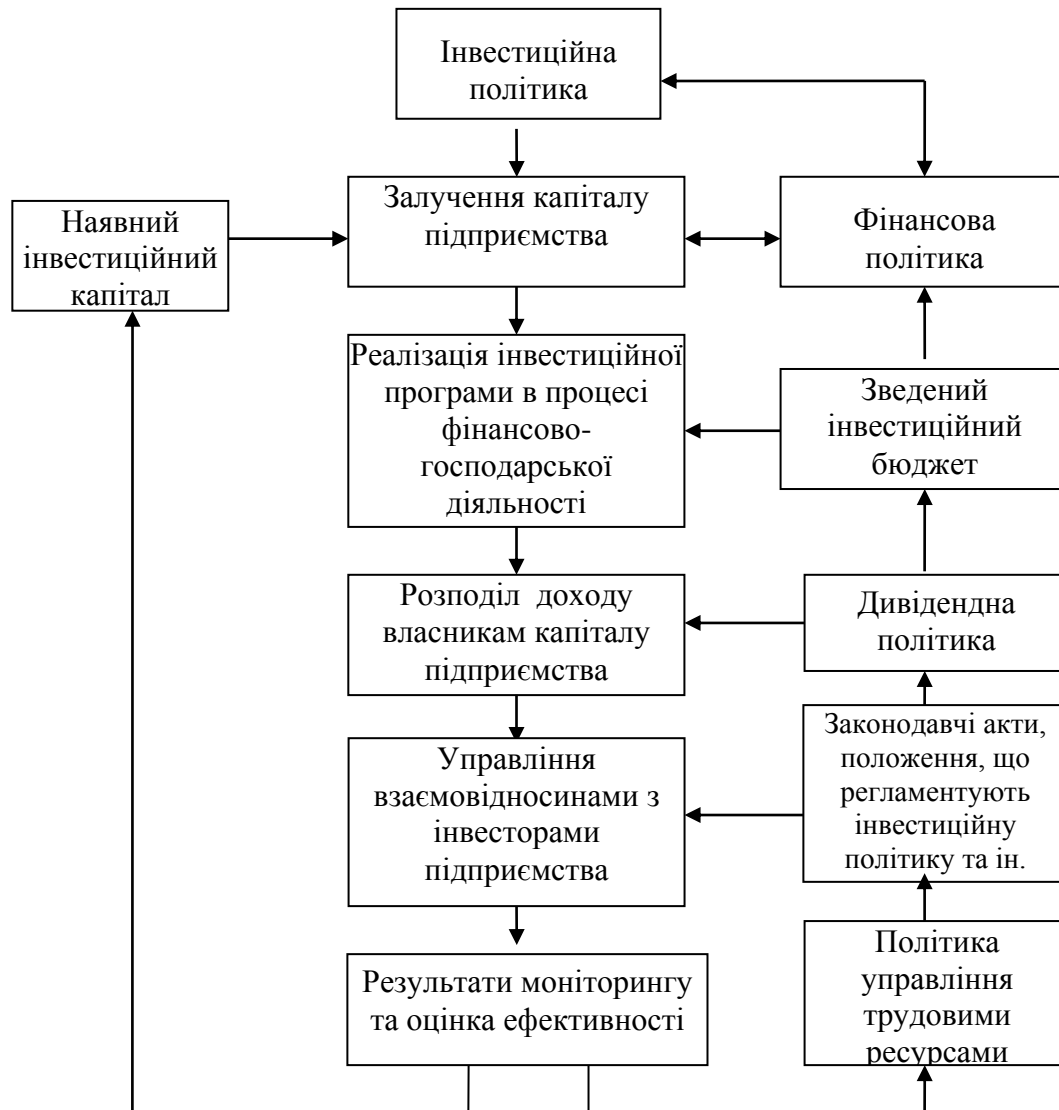 Інвестиційна
політика
Залучення капіталу
підприємства
Наявний
інвестиційний
капітал
Фінансова
політика
Реалізація інвестиційної
програми в процесі
фінансово-
господарської
діяльності
Зведений
інвестиційний
бюджет
Розподіл доходу
власникам капіталу
підприємства
Дивідендна
політика
Управління
взаємовідносинами з
інвесторами
підприємства
Законодавчі акти,
положення, що
регламентують
інвестиційну
політику та ін.
Результати моніторингу
та оцінка ефективності
Політика
управління
трудовими
ресурсами